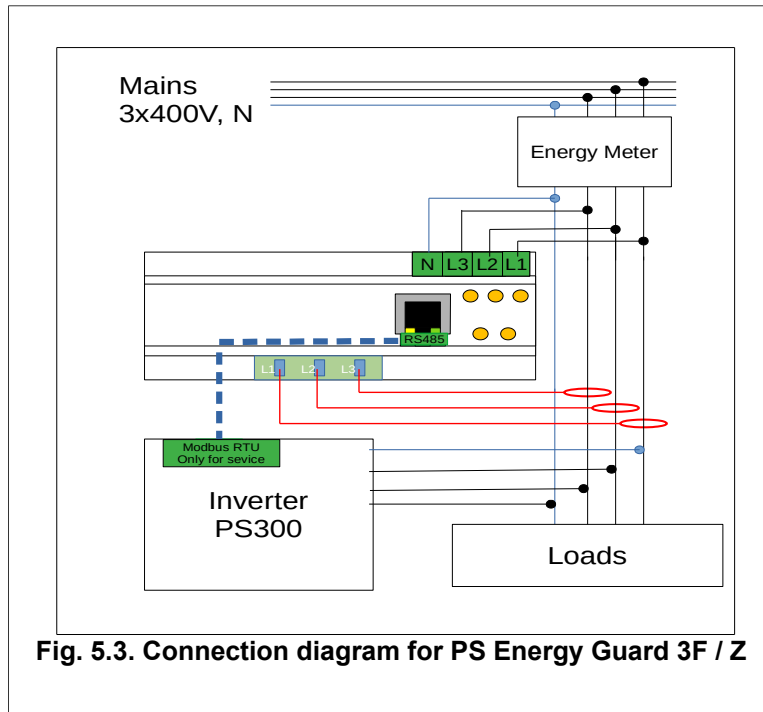 Mains
3x400V, N
Energy Meter
N L3 L2 L1
RS485
L1 L2 L3
Modbus RTU
Only for sevice
Inverter
PS300
Loads
Fig. 5.3. Connection diagram for PS Energy Guard 3F / Z